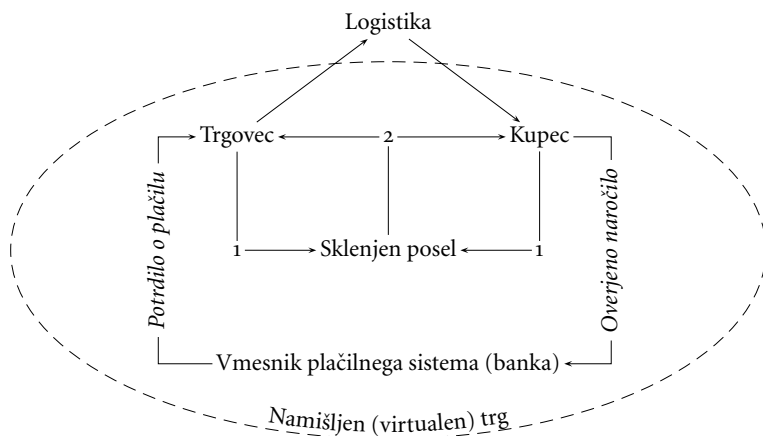 Logistika
Trgovec
2
Kupec
Potrdilo o plačilu
Overjeno naročilo
1
Sklenjen posel
1
Vmesnik plačilnega sistema (banka)
Namišljen (virtualen) trg